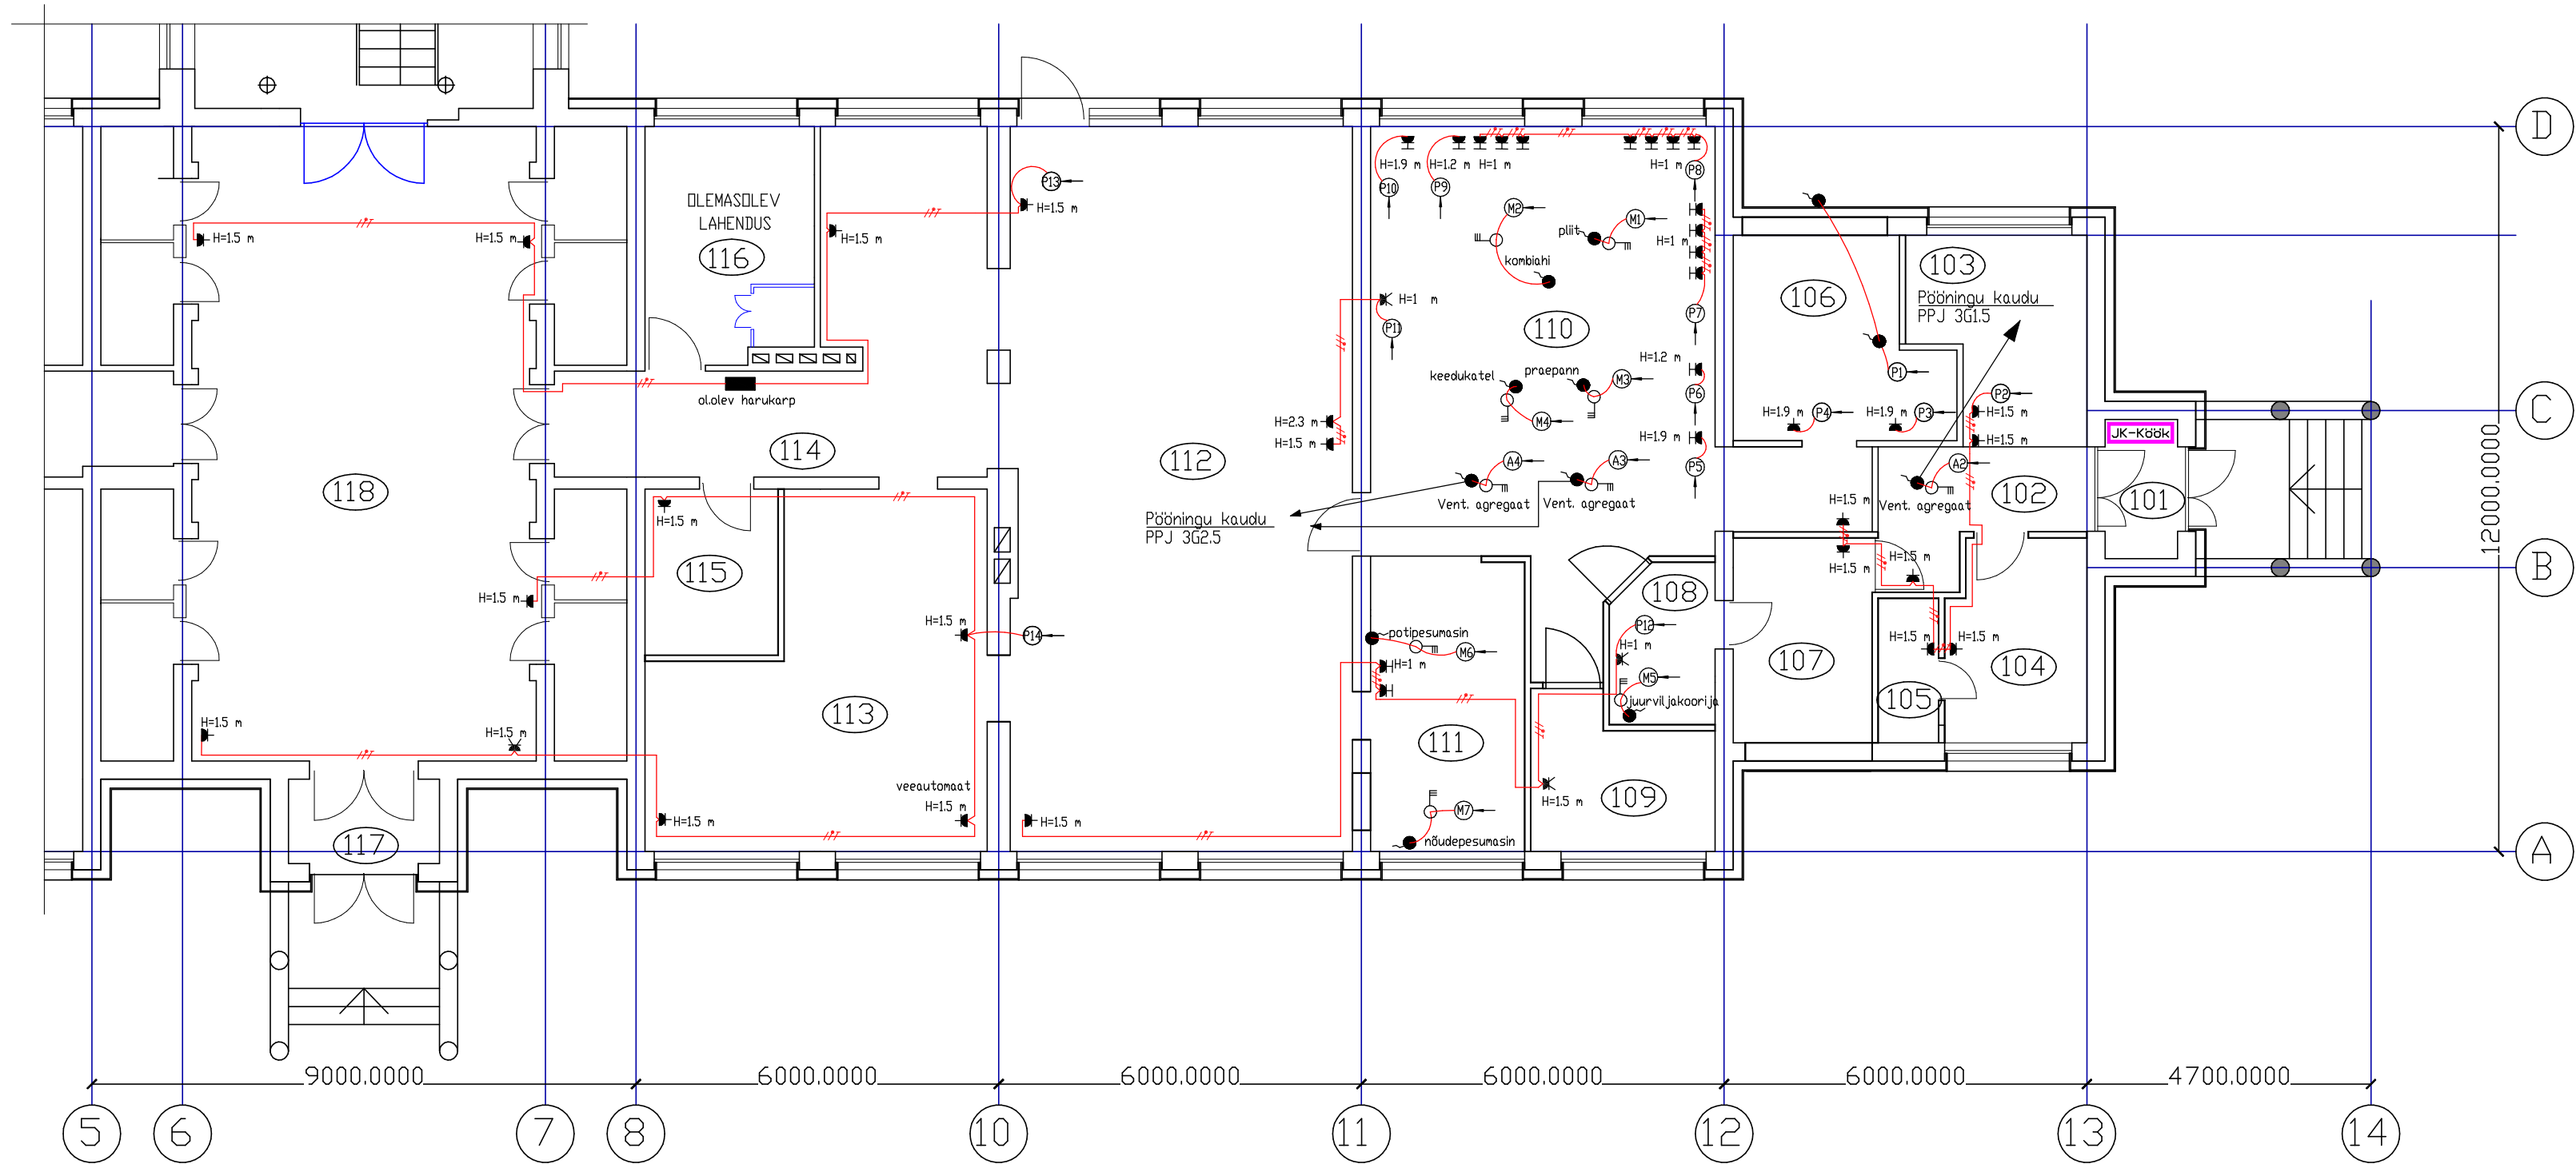 D
P13
H=1.5 m
H=1.9 m
H=1.2 m
H=1 m
H=1 m
P8
P10
P9
OLEMASOLEV
LAHENDUS
116
M2
M1
pliit
H=1.5 m
H=1.5 m
H=1.5 m
H=1 m
kombiahi
103
Pööningu kaudu
PPJ 3G1.5
106
H=1 m
P11
110
P7
H=1.2 m
keedukatel
praepann
M3
P6
P1
ol.olev harukarp
P2
H=1.9 m
P4
H=1.9 m
P3
H=1.5 m
C
H=2.3 m
M4
H=1.5 m
H=1.9 m
H=1.5 m
JK-Köök
114
112
A4
A3
P5
A2
118
Vent. agregaat
Vent. agregaat
Vent. agregaat
102
101
H=1.5 m
H=1.5 m
Pööningu kaudu
PPJ 3G2.5
12000.0000
115
H=1.5 m
H=1.5 m
B
H=1.5 m
108
H=1.5 m
P14
potipesumasin
P12
H=1.5 m
H=1.5 m
M6
H=1 m
H=1 m
107
104
M5
juurviljakoorija
105
113
H=1.5 m
H=1.5 m
111
veeautomaat
H=1.5 m
109
H=1.5 m
H=1.5 m
H=1.5 m
M7
nõudepesumasin
117
A
9000.0000
6000.0000
6000.0000
6000.0000
6000.0000
4700.0000
5
6
7
8
10
11
12
13
14